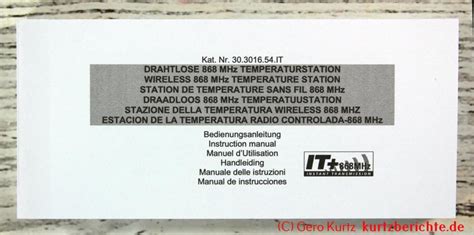 Kat. Nr. 30.3016.54.IT
DRAHTLOSE 868 MHz TEMPERATURSTATION
WIRELESS 868 MHz TEMPERATURE STATION
STATION DE TEMPERATURE SANS FIL 868 MHz
DRAADLOOS 868 MHz TEMPERATUUSTATION
STAZIONE DELLA TEMPERATURA WIRELESS 868 MHZ
ESTACION DE LA TEMPERATURA RADIO CONTROLADA-868 MHz
Bedienungsanleitung
Instruction manual
Manuel d'Utilisation
Handleiding
Manuale delle istruzioni
Manual de instrucciones
IT+ 868MHz
INSTANT TRANSMISSION
(C) Gero Kurtz kurtzberichte.de